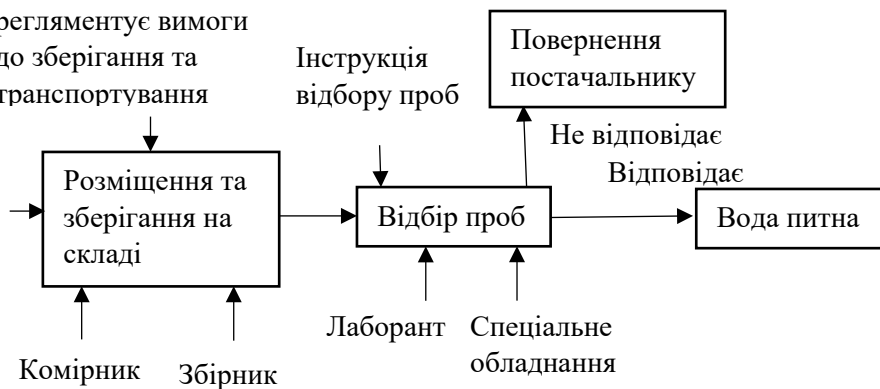 регламентує вимоги
до зберігання та
транспортування
Інструкція
відбору проб
Повернення
постачальнику
Не відповідає
Відповідає
Розміщення та
зберігання на
складі
Відбір проб
Вода питна
Комірник
Збірник
Лаборант
Спеціальне
обладнання